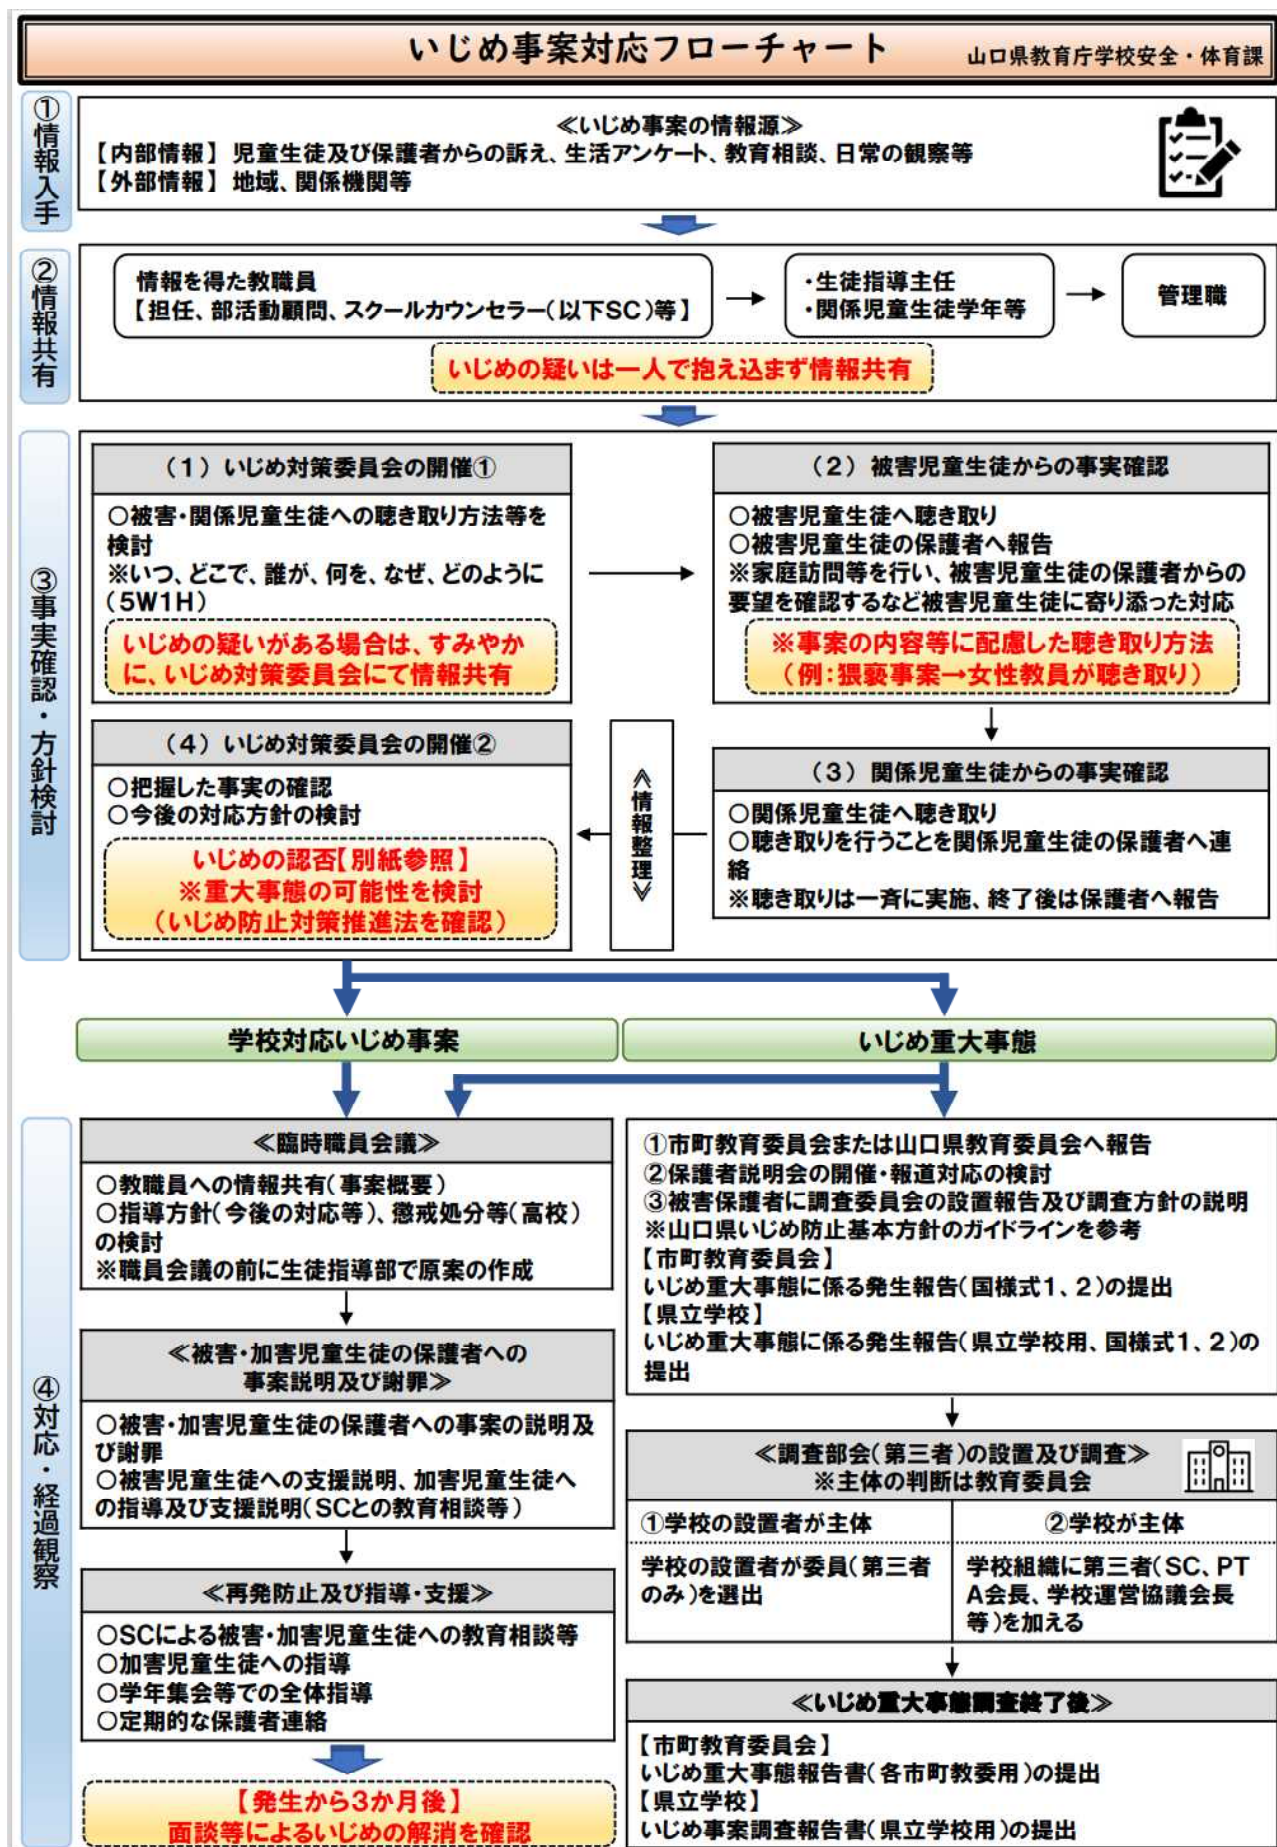 いじめ事案対応フローチャート 山口県教育庁学校安全・体育課
①情報入手
≪いじめ事案の情報源≫
【内部情報】児童生徒及び保護者からの訴え、生活アンケート、教育相談、日常の観察等
【外部情報】地域、関係機関等
②情報共有
情報を得た教職員
【担任、部活動顧問、スクールカウンセラー(以下SC)等】
・生徒指導主任
・関係児童生徒学年等
管理職
いじめの疑いは一人で抱え込まず情報共有
③事実確認・方針検討
(1)いじめ対策委員会の開催①
○被害・関係児童生徒への聴き取り方法等を
検討
※いつ、どこで、誰が、何を、なぜ、どのように
(5W1H)
いじめの疑いがある場合は、すみやか
に、いじめ対策委員会にて情報共有
(2)被害児童生徒からの事実確認
○被害児童生徒へ聴き取り
○被害児童生徒の保護者へ報告
※家庭訪問等を行い、被害児童生徒の保護者からの
要望を確認するなど被害児童生徒に寄り添った対応
※事案の内容等に配慮した聴き取り方法
(例:猥褻事案→女性教員が聴き取り)
(3)関係児童生徒からの事実確認
○関係児童生徒へ聴き取り
○聴き取りを行うことを関係児童生徒の保護者へ連
絡
※聴き取りは一斉に実施、終了後は保護者へ報告
≪情報整理≫
(4)いじめ対策委員会の開催②
○把握した事実の確認
○今後の対応方針の検討
いじめの認否【別紙参照】
※重大事態の可能性を検討
(いじめ防止対策推進法を確認)
学校対応いじめ事案
いじめ重大事態
④対応・経過観察
≪臨時職員会議≫
○教職員への情報共有(事案概要)
○指導方針(今後の対応等)、懲戒処分等(高校)
の検討
※職員会議の前に生徒指導部で原案の作成
≪被害・加害児童生徒の保護者への
事案説明及び謝罪≫
○被害・加害児童生徒の保護者への事案の説明及
び謝罪
○被害児童生徒への支援説明、加害児童生徒へ
の指導及び支援説明(SCとの教育相談等)
≪再発防止及び指導・支援≫
○SCによる被害・加害児童生徒への教育相談等
○加害児童生徒への指導
○学年集会等での全体指導
○定期的な保護者連絡
【発生から3か月後】
面談等によるいじめの解消を確認
①市町教育委員会または山口県教育委員会へ報告
②保護者説明会の開催・報道対応の検討
③被害保護者に調査委員会の設置報告及び調査方針の説明
※山口県いじめ防止基本方針のガイドラインを参考
【市町教育委員会】
いじめ重大事態に係る発生報告(国様式1、2)の提出
【県立学校】
いじめ重大事態に係る発生報告(県立学校用、国様式1、2)の
提出
≪調査部会(第三者)の設置及び調査≫
※主体の判断は教育委員会
①学校の設置者が主体
学校の設置者が委員(第三者
のみ)を選出
②学校が主体
学校組織に第三者(SC、PT
A会長、学校運営協議会長
等)を加える
≪いじめ重大事態調査終了後≫
【市町教育委員会】
いじめ重大事態報告書(各市町教委用)の提出
【県立学校】
いじめ事案調査報告書(県立学校用)の提出